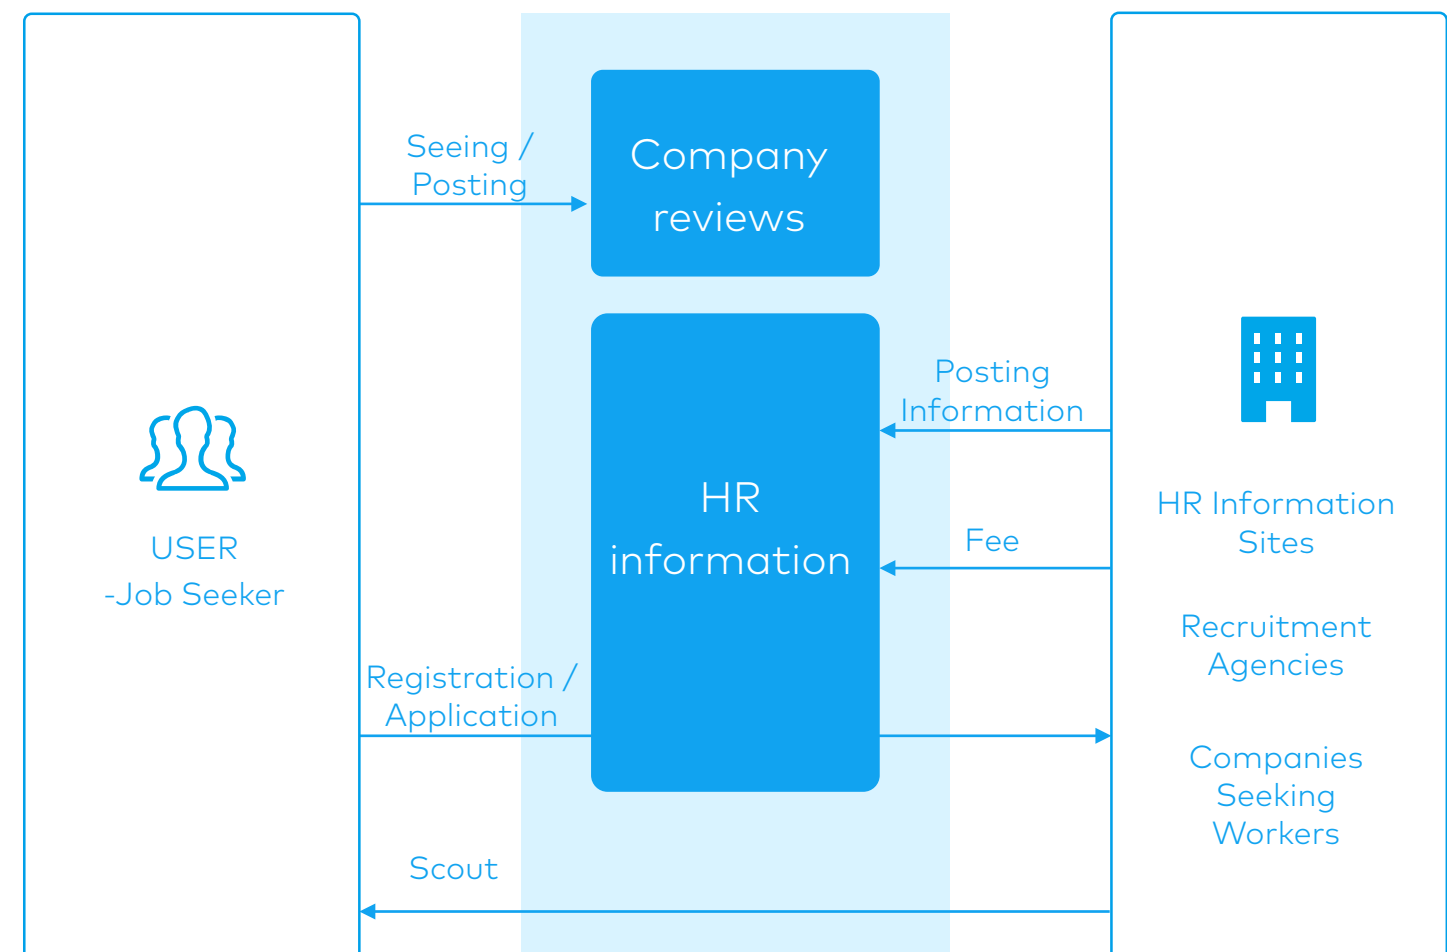 Seeing /
Posting
Company
reviews
Posting
Information
HR
information
Fee
USER
-Job Seeker
HR Information
Sites
Recruitment
Agencies
Registration /
Application
Companies
Seeking
Workers
Scout